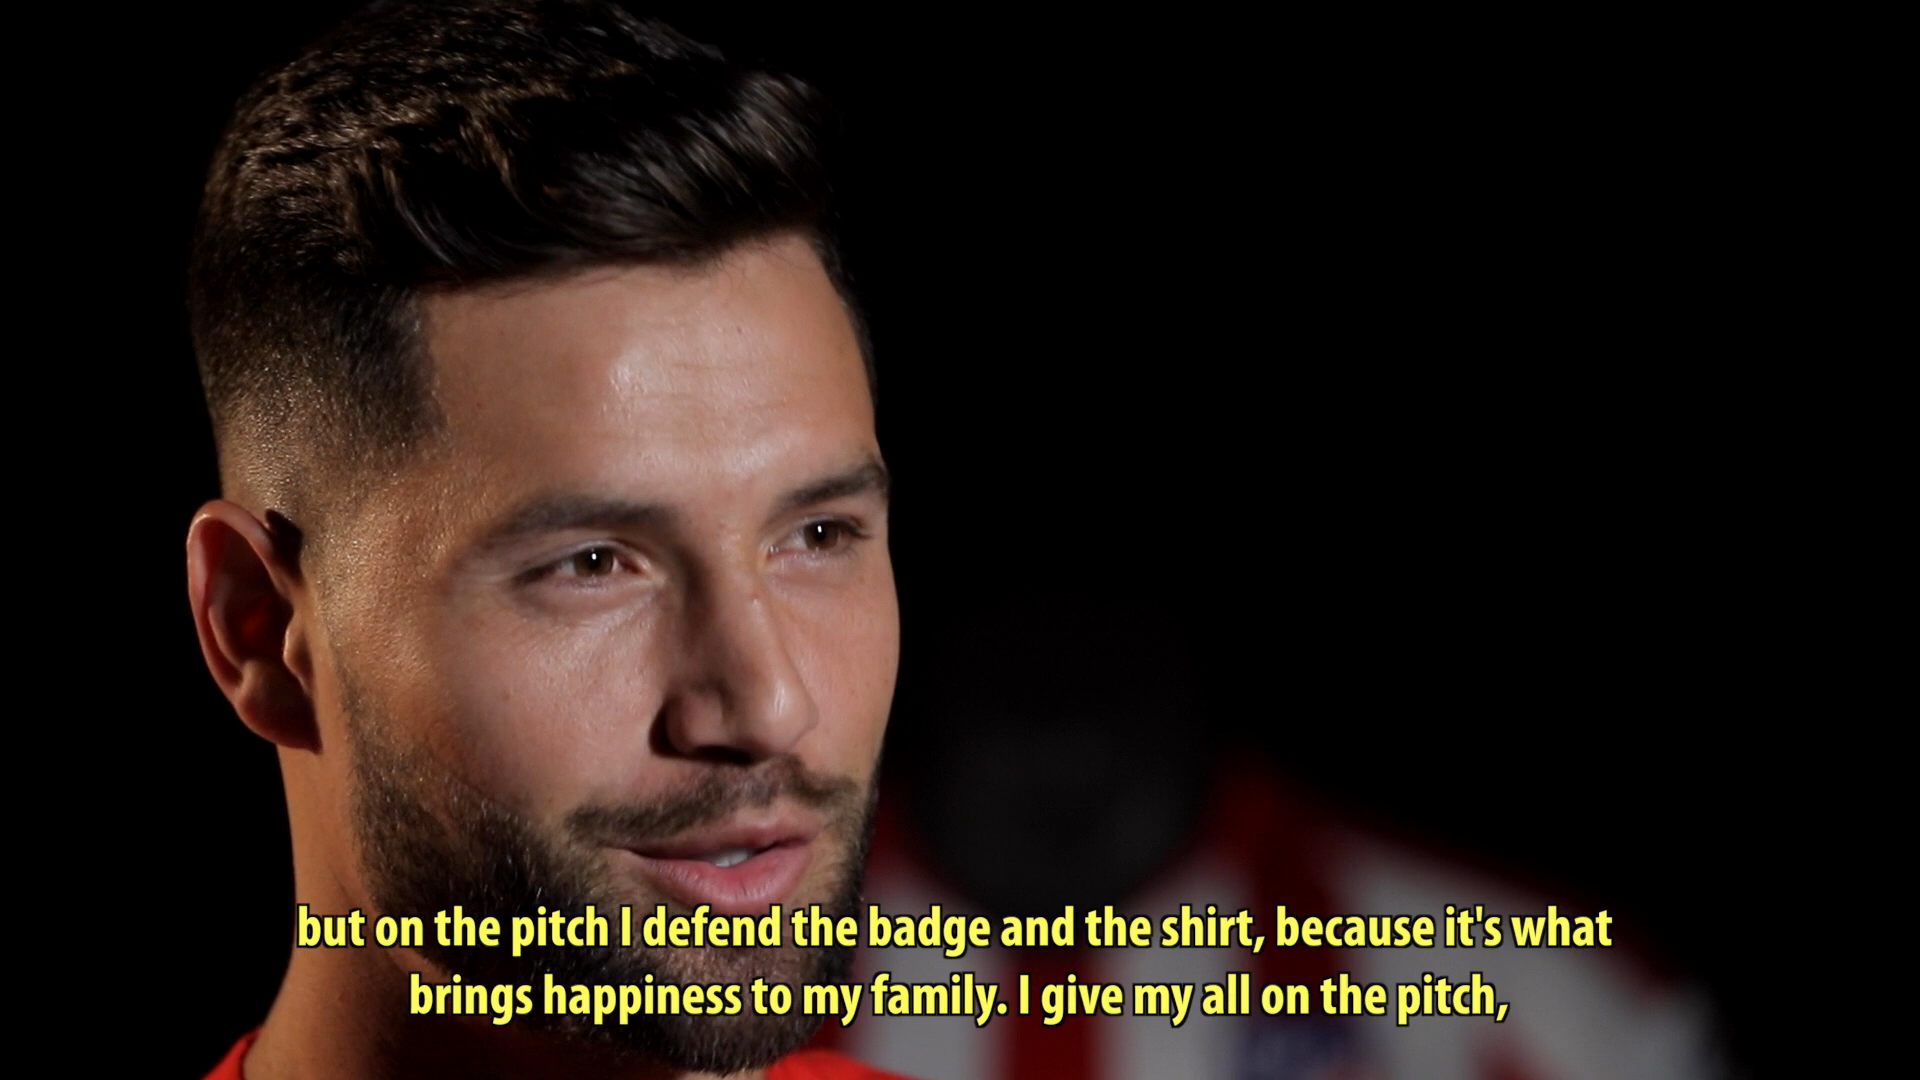 but on the pitch I defend the badge and the shirt, because it's what
brings happiness to my family. I give my all on the pitch,